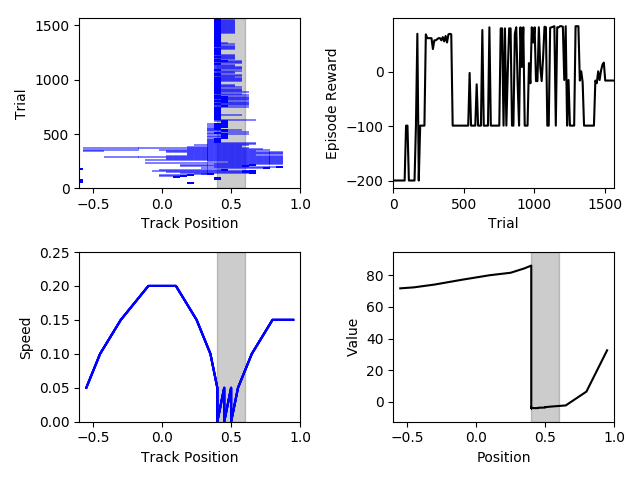 1500
1000
500
0
Trial
−0.5 0.0 0.5 1.0
Track Position
0
−100
−200
Episode Reward
0 500 1000 1500
Trial
0.25
0.20
0.15
0.10
0.05
0.00
Speed
−0.5 0.0 0.5 1.0
Track Position
80
60
40
20
0
Value
−0.5 0.0 0.5 1.0
Position